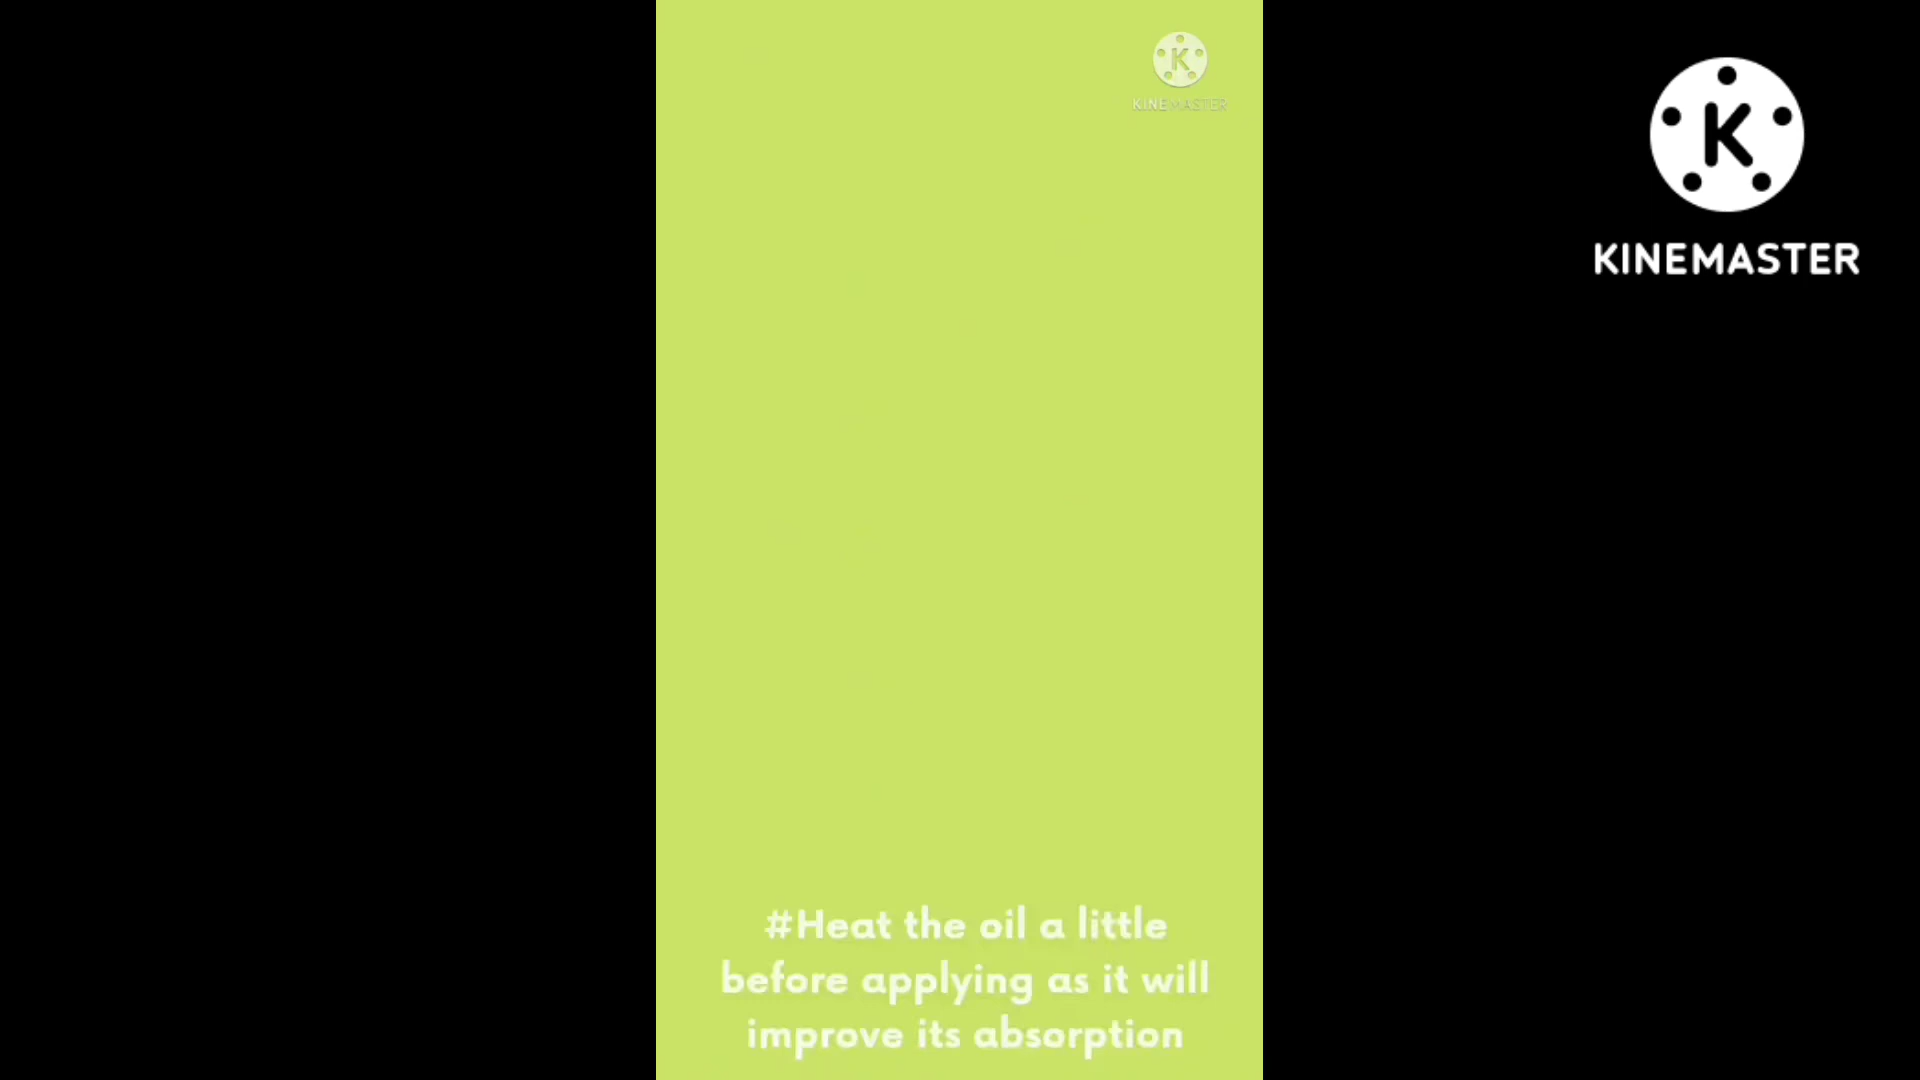 K
KINEMASTER
K
KINEMASTER
#Heat the oil a little
before applying as it will
improve its absorption